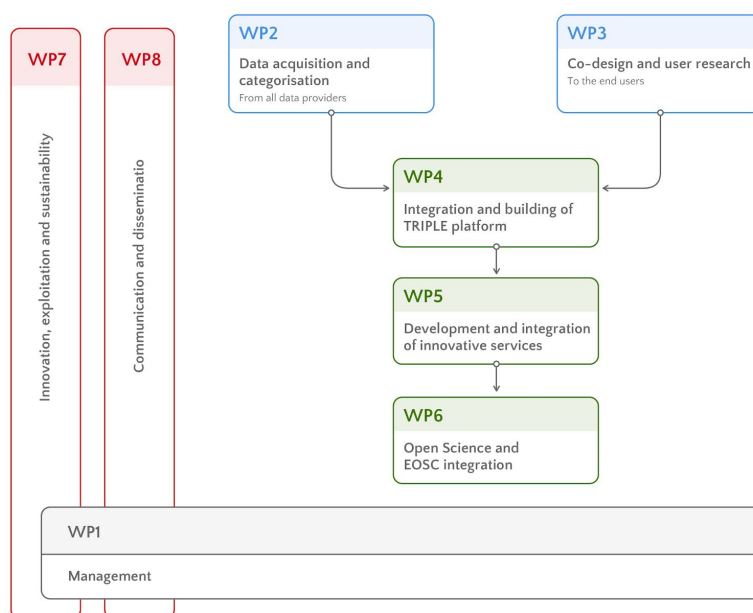 WP7
Innovation, exploitation and sustainability
WP8
Communication and disseminatio
WP2
Data acquisition and
categorisation
From all data providers
WP3
Co-design and user research
To the end users
WP4
Integration and building of
TRIPLE platform
WP5
Development and integration
of innovative services
WP6
Open Science and
EOSC integration
WP1
Management